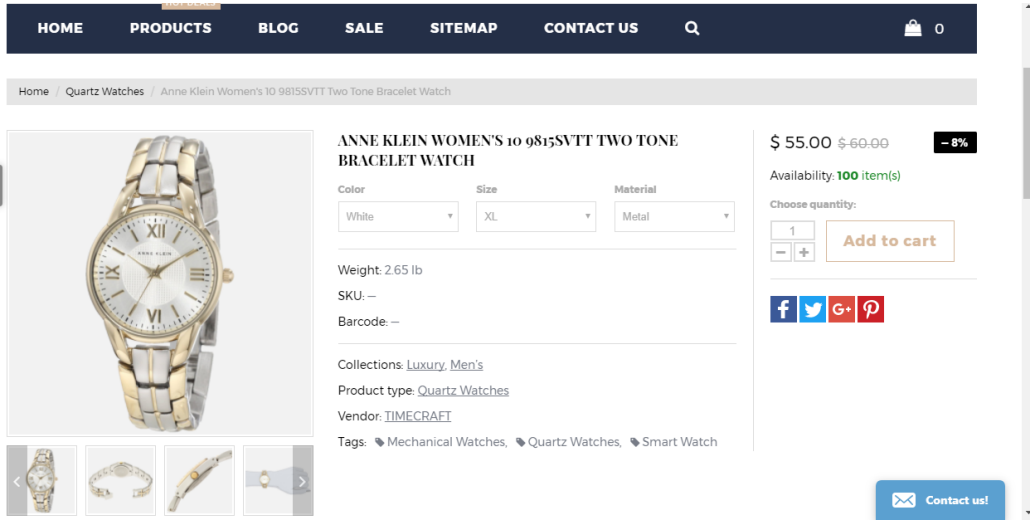 HOT DEALS
HOME PRODUCTS BLOG SALE SITEMAP CONTACT US 0
Home / Quartz Watches / Anne Klein Women's 10 9815SVTT Two Tone Bracelet Watch
ANNE KLEIN WOMEN'S 10 9815SVTT TWO TONE
BRACELET WATCH
Color Size Material
White XL Metal
Weight: 2.65 lb
SKU: —
Barcode: —
Collections: Luxury, Men's
Product type: Quartz Watches
Vendor: TIMECRAFT
Tags: Mechanical Watches, Quartz Watches, Smart Watch
$ 55.00 $ 60.00 – 8%
Availability: 100 item(s)
Choose quantity:
1
− +
Add to cart
f G+
XII
ANNE KLEIN
Contact us!